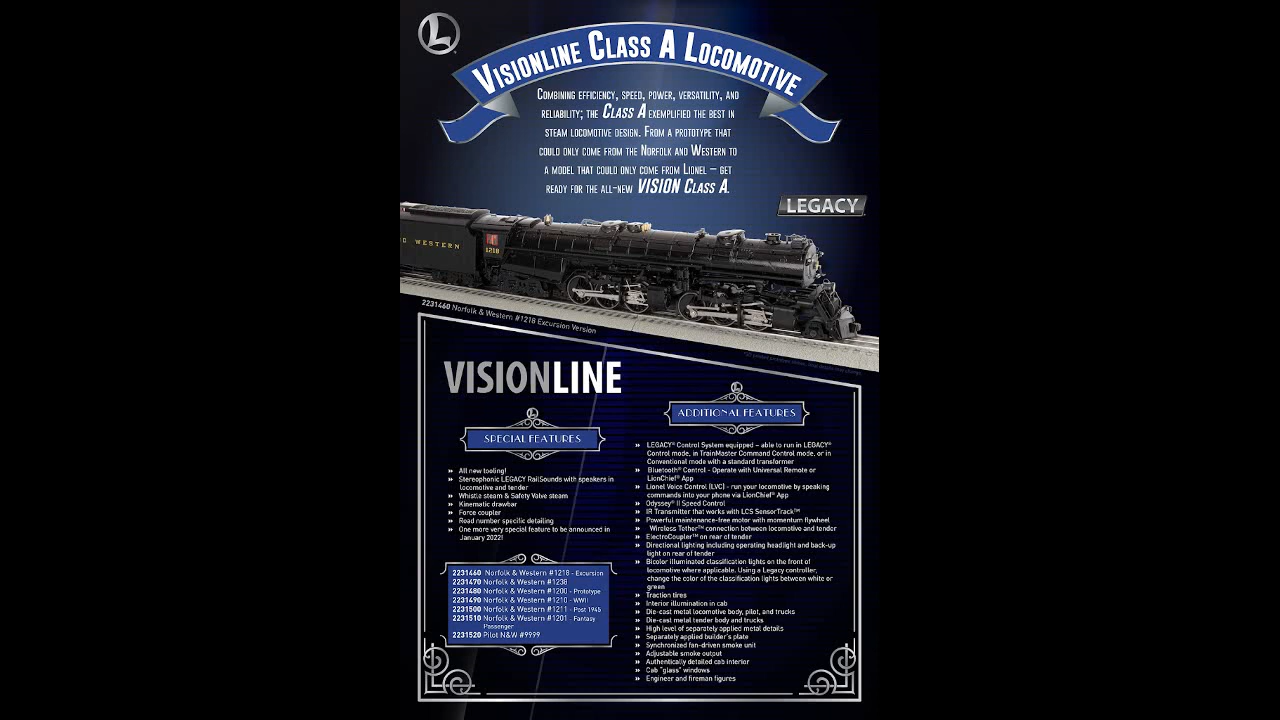 VISIONLINE CLASS A LOCOMOTIVE
COMBINING EFFICIENCY, SPEED, POWER, VERSATILITY, AND
RELIABILITY; THE CLASS A EXEMPLIFIED THE BEST IN
STEAM LOCOMOTIVE DESIGN. FROM A PROTOTYPE THAT
COULD ONLY COME FROM THE NORFOLK AND WESTERN TO
A MODEL THAT COULD ONLY COME FROM LIONEL – GET
READY FOR THE ALL-NEW VISION CLASS A.
LEGACY
WESTERN
1218
2231460 Norfolk & Western #1218 Excursion Version
VISIONLINE
SPECIAL FEATURES
» All new tooling!
» Stereophonic LEGACY RailSounds with speakers in
locomotive and tender
» Whistle steam & Safety Valve steam
» Kinematic drawbar
» Force coupler
» Road number specific detailing
» One more very special feature to be announced in
January 2022!
2231460 Norfolk & Western #1218 - Excursion
2231470 Norfolk & Western #1238
2231480 Norfolk & Western #1200 - Prototype
2231490 Norfolk & Western #1210 - WWII
2231500 Norfolk & Western #1211 - Post 1945
2231510 Norfolk & Western #1201 - Fantasy
Passenger
2231520 Pilot N&W #9999
ADDITIONAL FEATURES
» LEGACY® Control System equipped – able to run in LEGACY®
Control mode, in TrainMaster Command Control mode, or in
Conventional mode with a standard transformer
» Bluetooth® Control - Operate with Universal Remote or
LionChief® App
» Lionel Voice Control (LVC) - run your locomotive by speaking
commands into your phone via LionChief® App
» Odyssey® II Speed Control
» IR Transmitter that works with LCS SensorTrack™
» Powerful maintenance-free motor with momentum flywheel
» Wireless Tether™ connection between locomotive and tender
» ElectroCoupler™ on rear of tender
» Directional lighting including operating headlight and back-up
light on rear of tender
» Bicolor illuminated classification lights on the front of
locomotive where applicable. Using a Legacy controller,
change the color of the classification lights between white or
green
» Traction tires
» Interior illumination in cab
» Die-cast metal locomotive body, pilot, and trucks
» Die-cast metal tender body and trucks
» High level of separately applied metal details
» Separately applied builder's plate
» Synchronized fan-driven smoke unit
» Adjustable smoke output
» Authentically detailed cab interior
» Cab "glass" windows
» Engineer and fireman figures